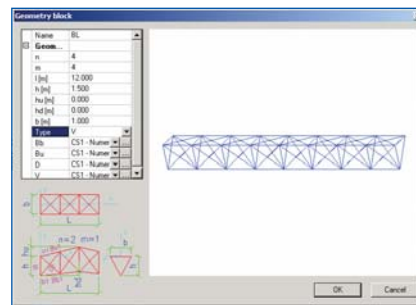 Geometry block
Name BL
Geom...
n 4
m 4
l [m] 12.000
h [m] 1.500
hu [m] 0.000
hd [m] 0.000
b [m] 1.000
Type V
Bb CS1 - Numer
Bu CS1 - Numer
D CS1 - Numer
V CS1 - Numer
L
n=2 m=1
b
hu
h
h
L
OK Cancel